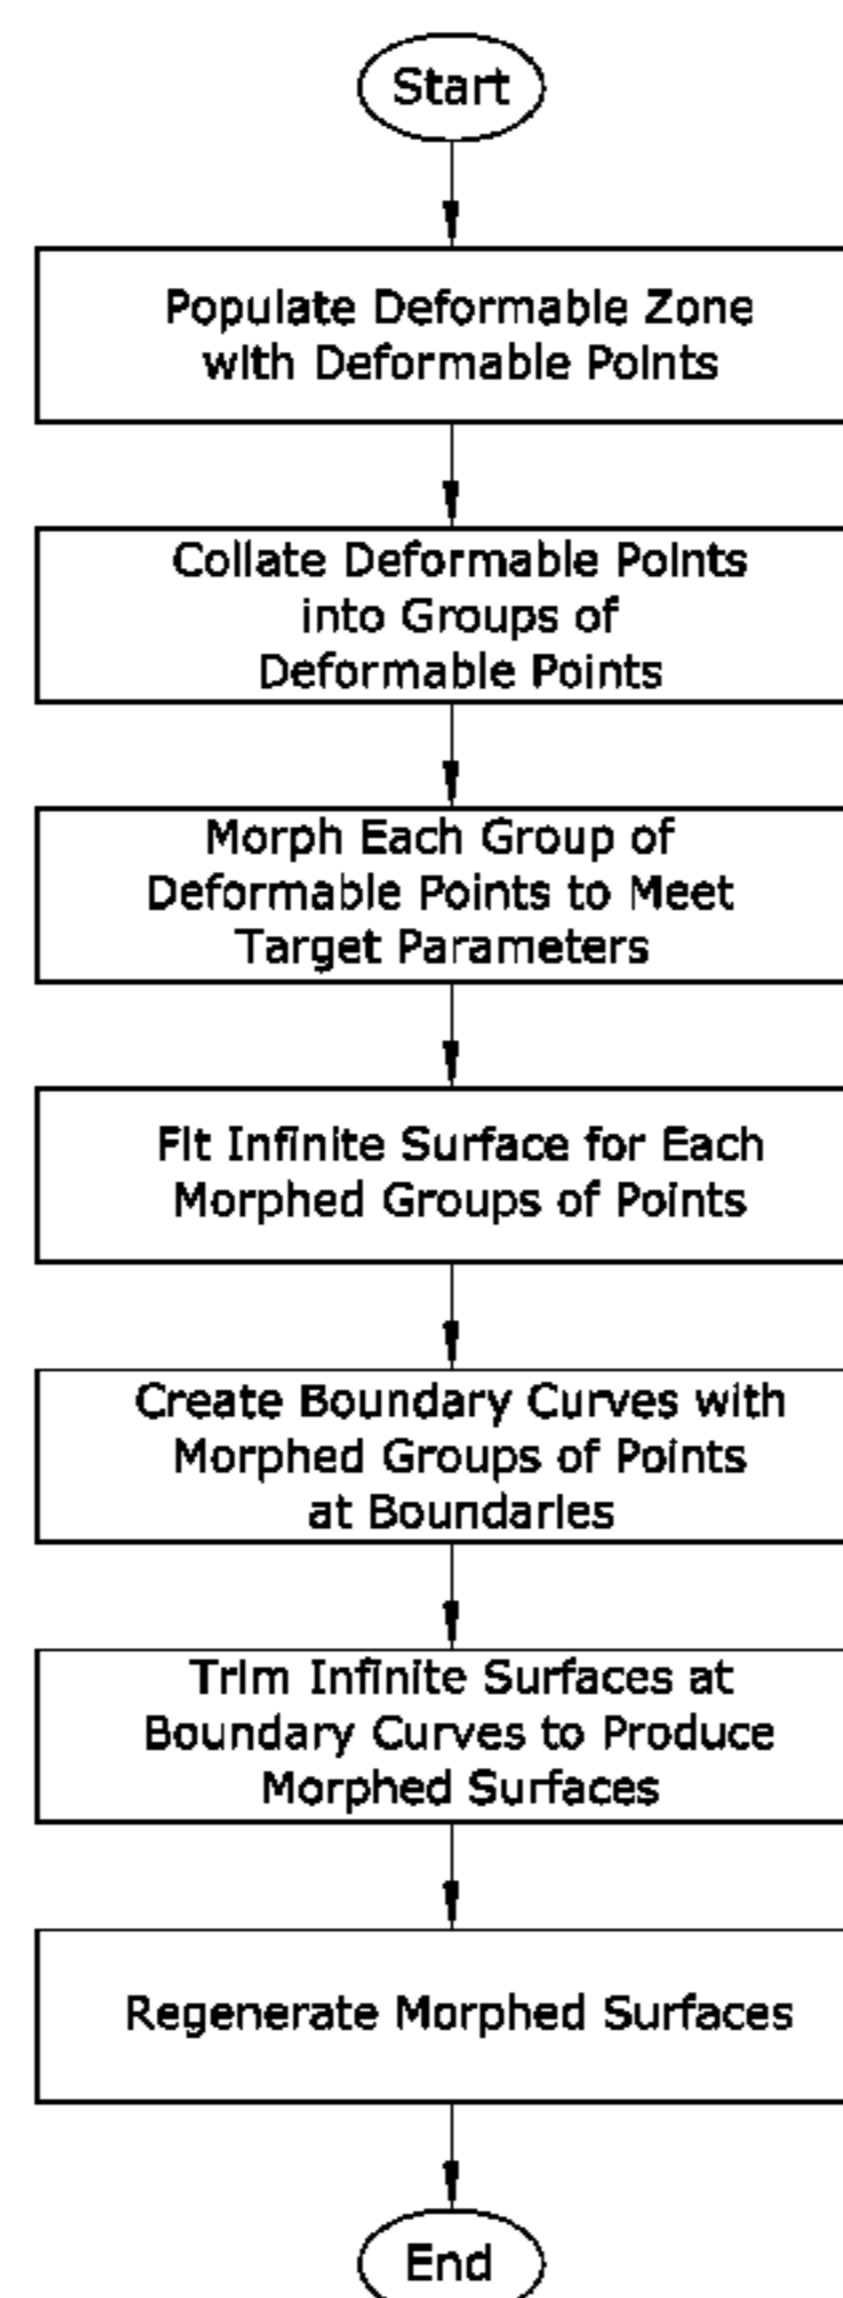 Start
Populate Deformable Zone
with Deformable Points
Collate Deformable Points
into Groups of
Deformable Points
Morph Each Group of
Deformable Points to Meet
Target Parameters
Fit Infinite Surface for Each
Morphed Groups of Points
Create Boundary Curves with
Morphed Groups of Points
at Boundaries
Trim Infinite Surfaces at
Boundary Curves to Produce
Morphed Surfaces
Regenerate Morphed Surfaces
End